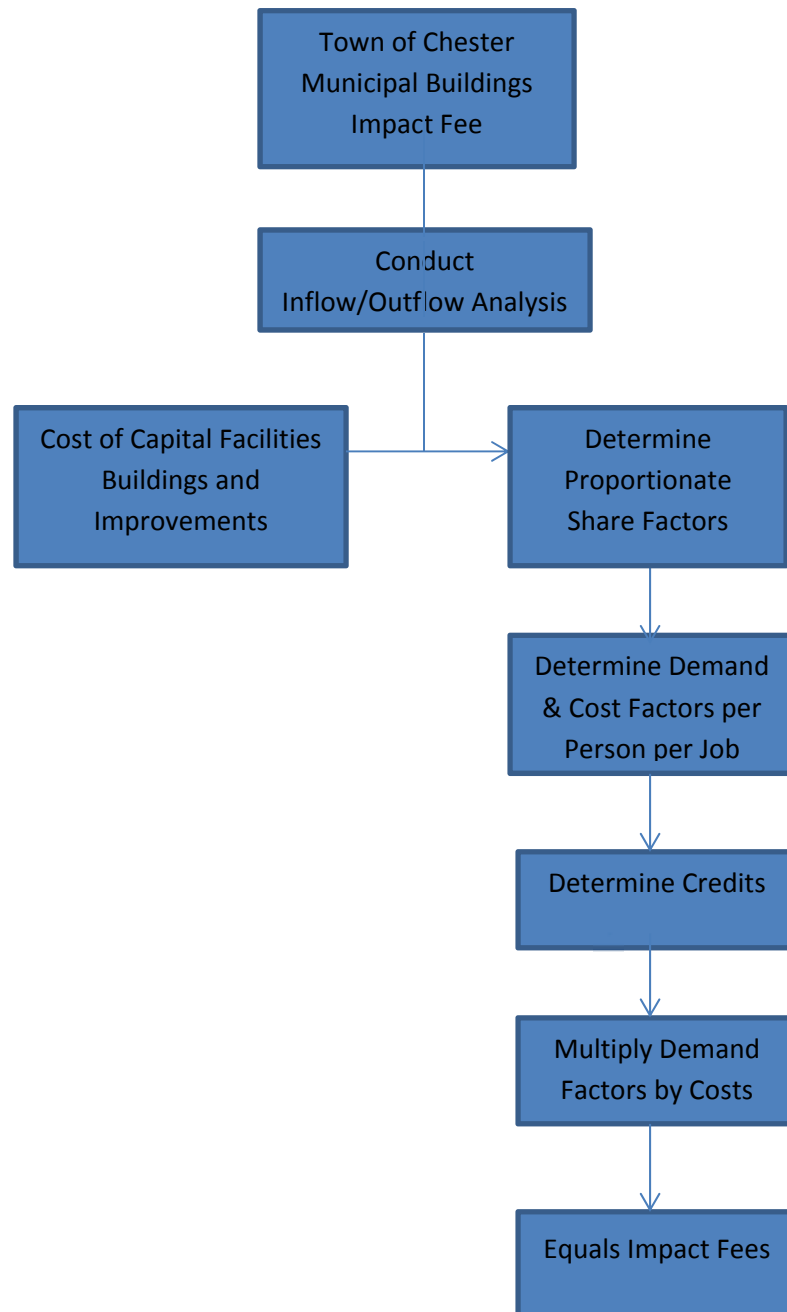 Town of Chester
Municipal Buildings
Impact Fee
Conduct
Inflow/Outflow Analysis
Cost of Capital Facilities
Buildings and
Improvements
Determine
Proportionate
Share Factors
Determine Demand
& Cost Factors per
Person per Job
Determine Credits
Multiply Demand
Factors by Costs
Equals Impact Fees